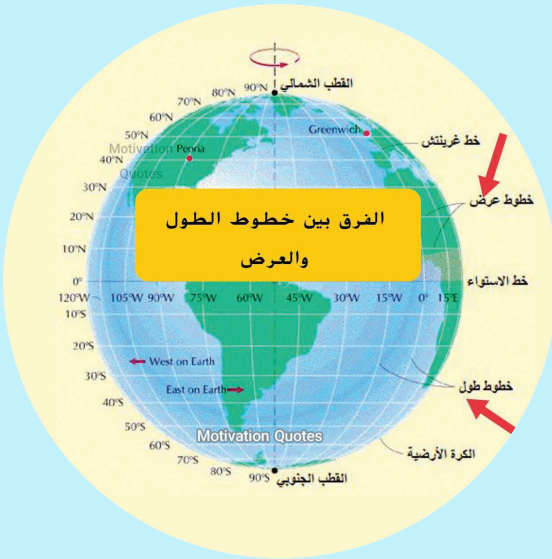 القطب الشمالي
90°N
80°N
70°N
60°N
50°N
40°N
30°N
20°N
10°N
0°
10°S
20°S
30°S
40°S
50°S
60°S
70°S
80°S
90°S
Greenwich
خط غرينتش
Motivation
Quotes
Peoria
خطوط عرض
الفرق بين خطوط الطول
والعرض
خط الاستواء
120°W 105°W 90°W 75°W 60°W 45°W 30°W 15°W 0° 15°E
West on Earth
East on Earth
خطوط طول
Motivation Quotes
الكرة الأرضية
القطب الجنوبي